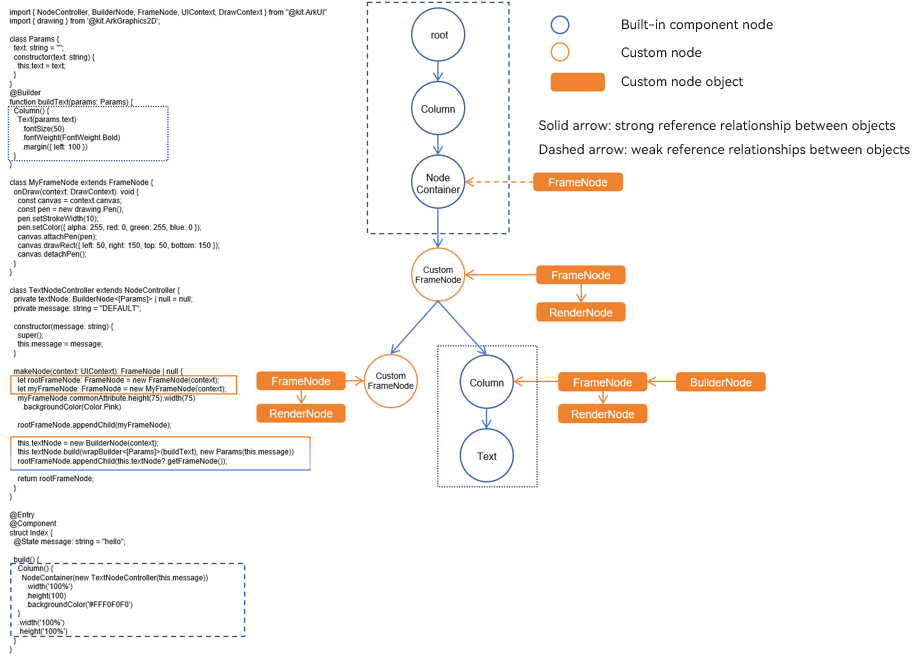 import { NodeController, BuilderNode, FrameNode, UIContext, DrawContext } from "@kit.ArkUI"
import { drawing } from '@kit.ArkGraphics2D';
class Params {
text: string = "";
constructor(text: string) {
this.text = text;
}
}
@Builder
function buildText(params: Params) {
Column() {
Text(params.text)
.fontSize(50)
.fontWeight(FontWeight.Bold)
.margin({ left: 100 })
}
}
class MyFrameNode extends FrameNode {
onDraw(context: DrawContext): void {
const canvas = context.canvas;
const pen = new drawing.Pen();
pen.setStrokeWidth(10);
pen.setColor({ alpha: 255, red: 0, green: 255, blue: 0 });
canvas.attachPen(pen);
canvas.drawRect({ left: 50, right: 150, top: 50, bottom: 150 });
canvas.detachPen();
}
}
class TextNodeController extends NodeController {
private textNode: BuilderNode<[Params]> | null = null;
private message: string = "DEFAULT";
constructor(message: string) {
super();
this.message = message;
}
makeNode(context: UIContext): FrameNode | null {
let rootFrameNode: FrameNode = new FrameNode(context);
let myFrameNode: FrameNode = new MyFrameNode(context);
myFrameNode.commonAttribute.height(75).width(75)
.backgroundColor(Color.Pink)
rootFrameNode.appendChild(myFrameNode);
this.textNode = new BuilderNode(context);
this.textNode.build(wrapBuilder<[Params]>(buildText), new Params(this.message))
rootFrameNode.appendChild(this.textNode?.getFrameNode());
return rootFrameNode;
}
}
@Entry
@Component
struct Index {
@State message: string = "hello";
build() {
Column() {
NodeContainer(new TextNodeController(this.message))
.width('100%')
.height(100)
.backgroundColor('#FFF0F0F0')
}
.width('100%')
.height('100%')
}
}
root
Column
Node
Container
FrameNode
Custom
FrameNode
FrameNode
RenderNode
FrameNode
RenderNode
Custom
FrameNode
Column
FrameNode
BuilderNode
RenderNode
Text
Built-in component node
Custom node
Custom node object
Solid arrow: strong reference relationship between objects
Dashed arrow: weak reference relationships between objects